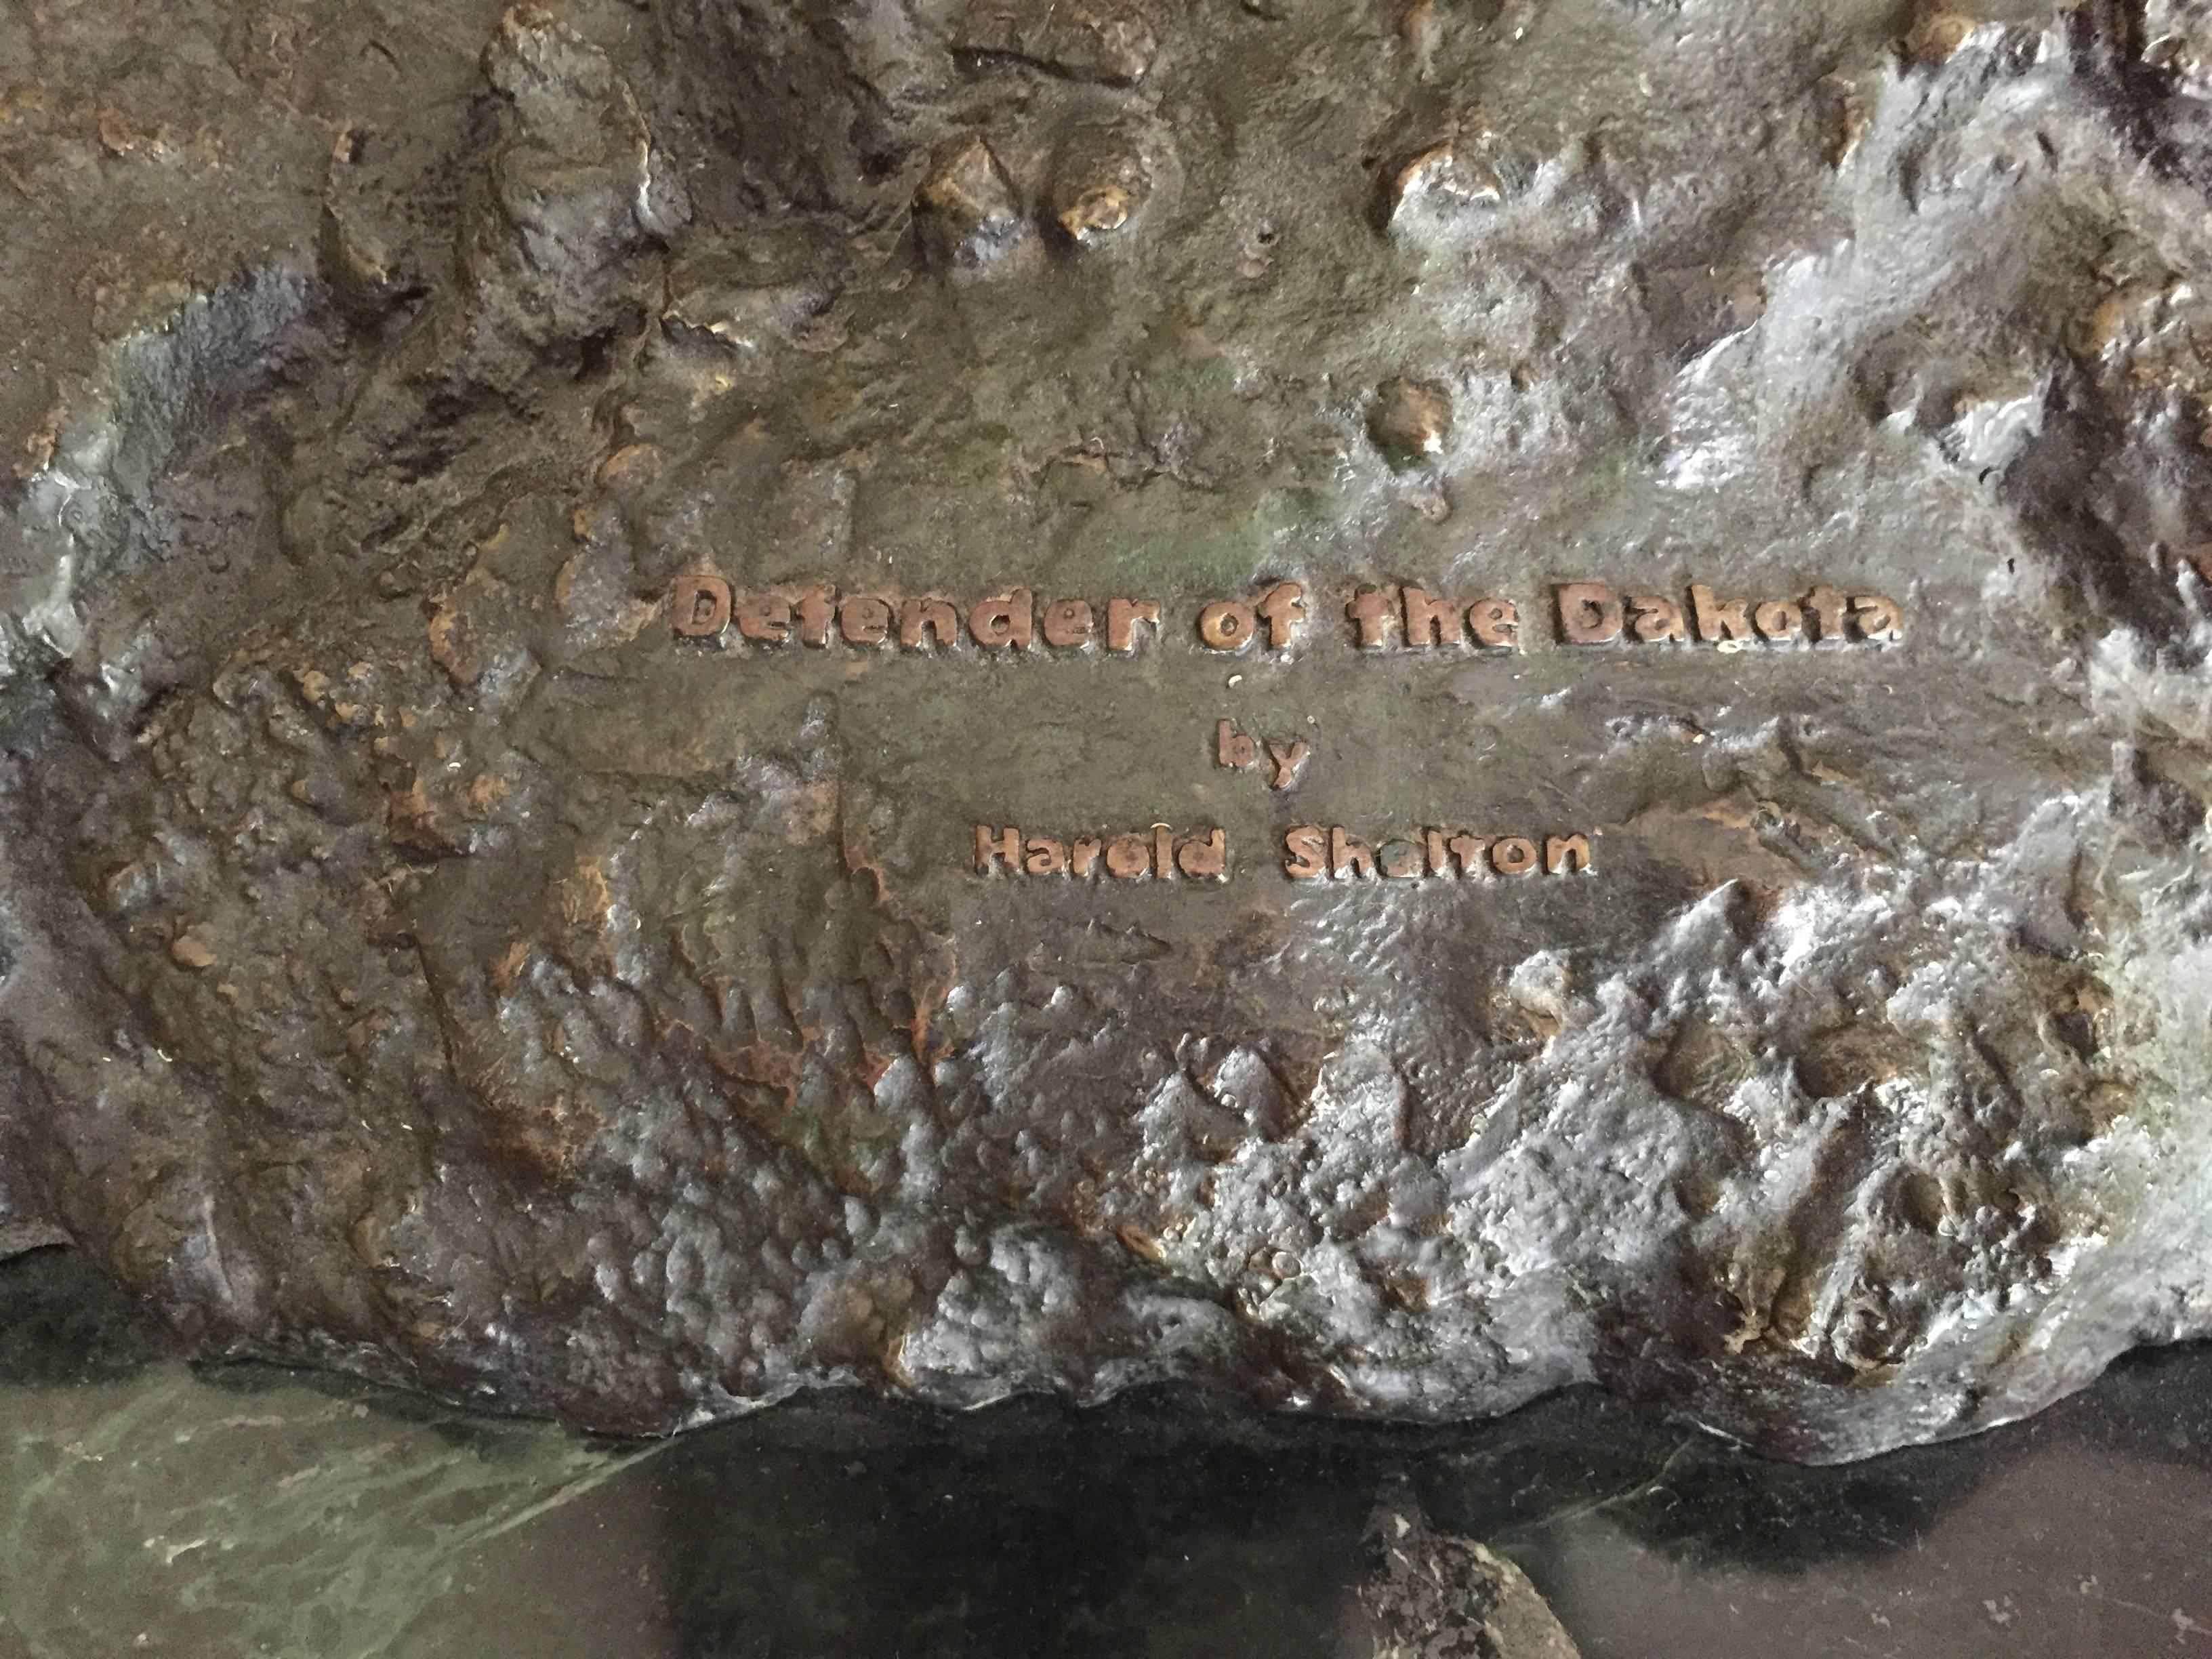 Defender of the Dakota
by
Harold Shelton